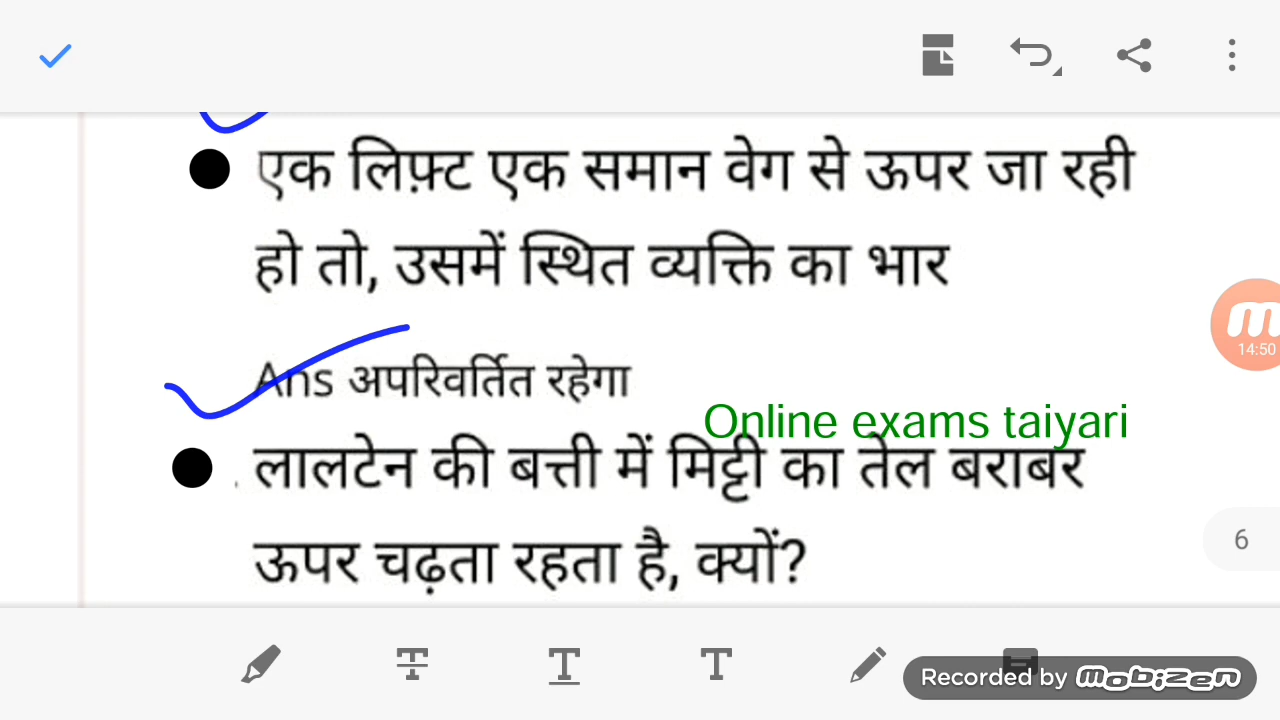 एक लिफ़्ट एक समान वेग से ऊपर जा रही
हो तो, उसमें स्थित व्यक्ति का भार
14:50
Ans अपरिवर्तित रहेगा
Online exams taiyari
. लालटेन की बत्ती में मिट्टी का तेल बराबर
ऊपर चढ़ता रहता है, क्यों?
6
T T T
Recorded by mobizen